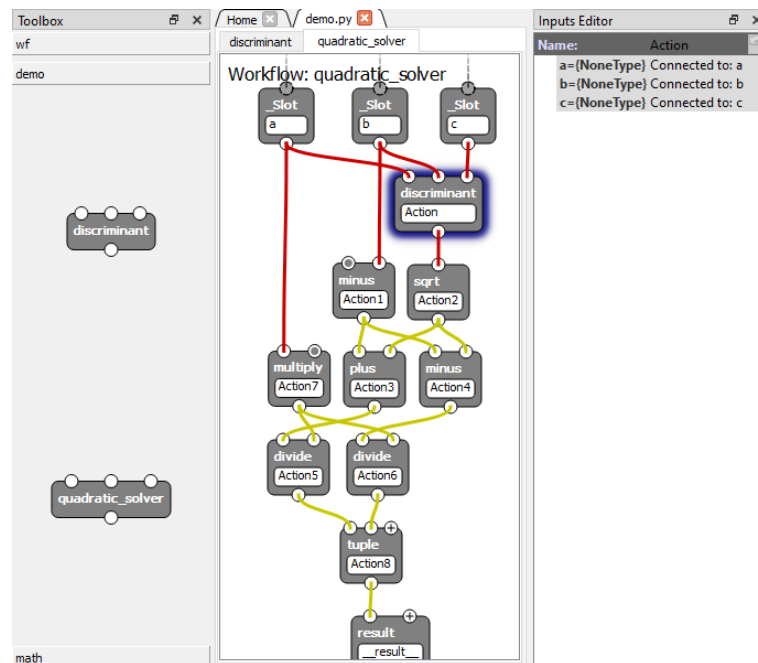 Toolbox
wf
demo
discriminant
quadratic_solver
math
Home
demo.py
discriminant
quadratic_solver
Workflow: quadratic_solver
_Slot
a
_Slot
b
_Slot
c
discriminant
Action
minus
Action1
sqrt
Action2
multiply
Action7
plus
Action3
minus
Action4
divide
Action5
divide
Action6
tuple
Action8
result
__result__
Inputs Editor
Name: Action
a={NoneType} Connected to: a
b={NoneType} Connected to: b
c={NoneType} Connected to: c